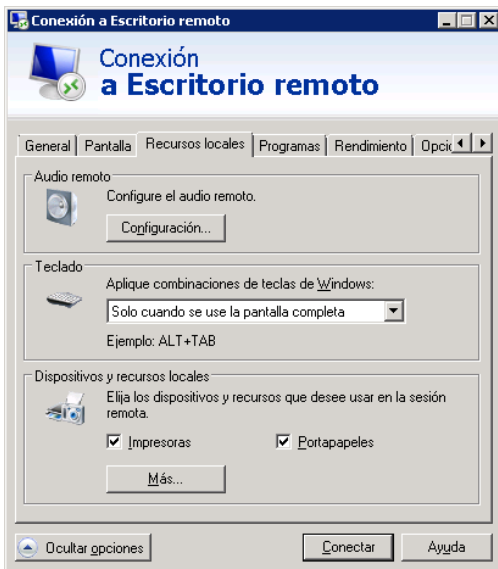 Conexión a Escritorio remoto
Conexión
a Escritorio remoto
General
Pantalla
Recursos locales
Programas
Rendimiento
Audio remoto
Configure el audio remoto.
Configuración...
Teclado
Aplique combinaciones de teclas de Windows:
Solo cuando se use la pantalla completa
Ejemplo: ALT+TAB
Dispositivos y recursos locales
Elija los dispositivos y recursos que desee usar en la sesión
remota.
Impresoras
Portapapeles
Más...
Ocultar opciones
Conectar
Ayuda